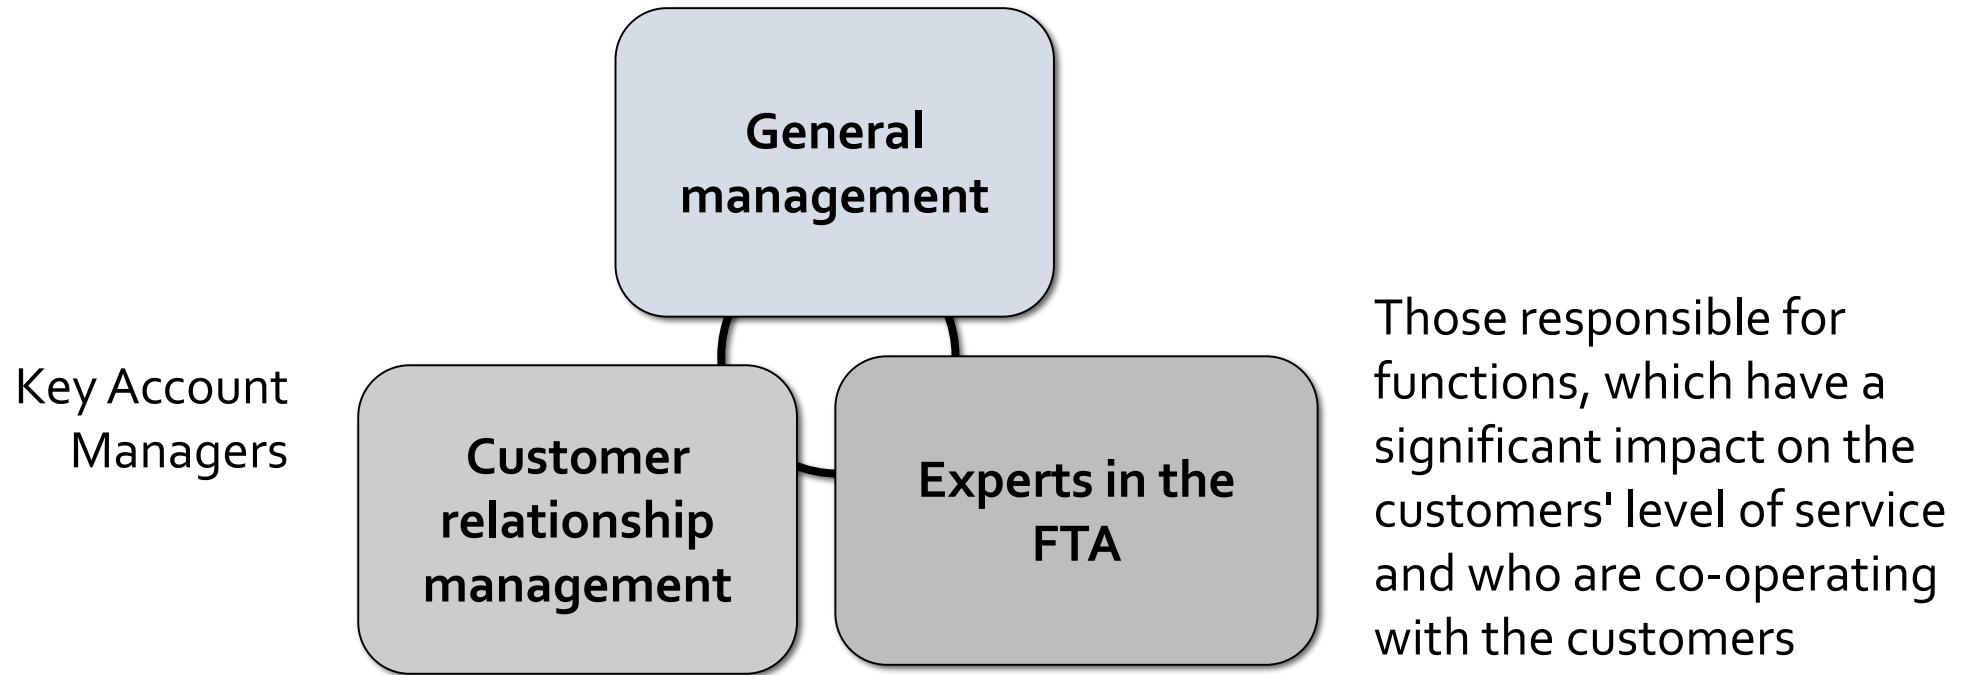 General
management
Key Account
Managers
Customer
relationship
management
Experts in the
FTA
Those responsible for
functions, which have a
significant impact on the
customers' level of service
and who are co-operating
with the customers